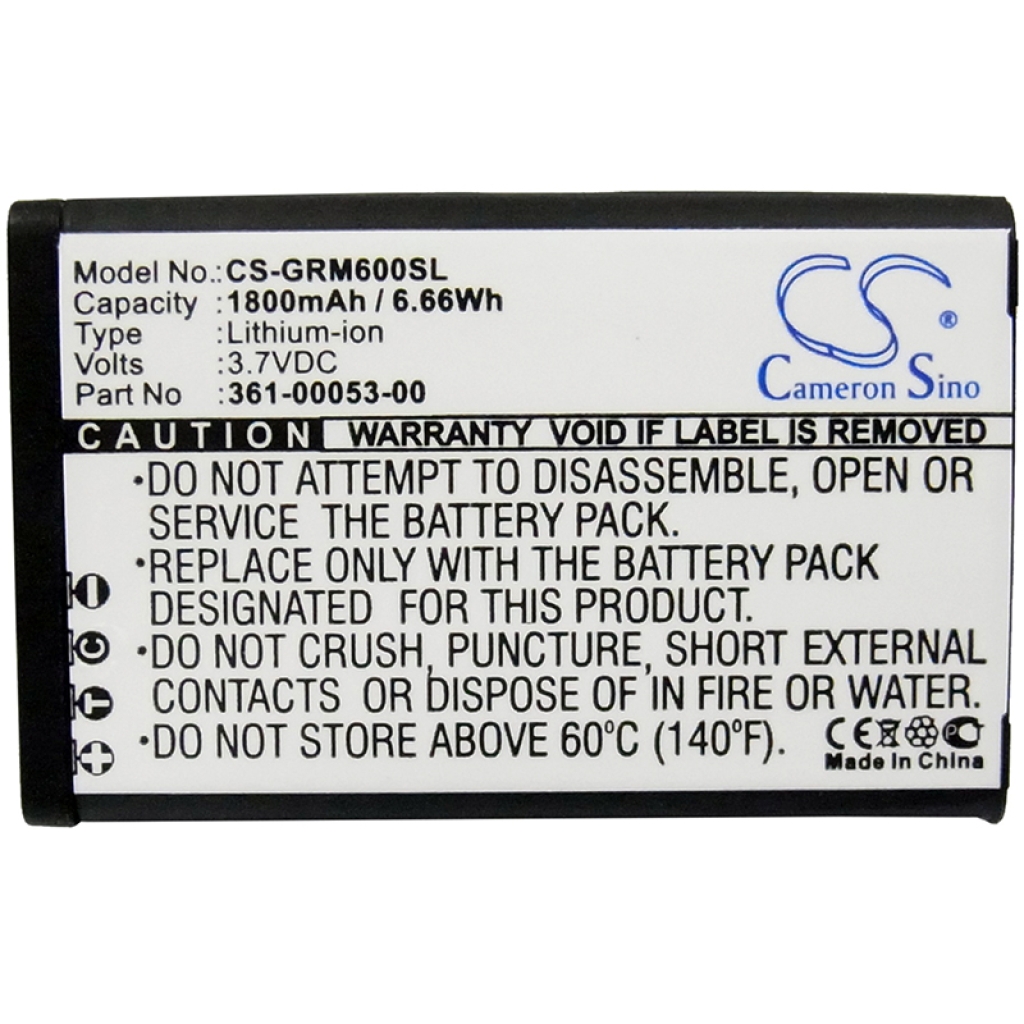 Model No.: CS-GRM600SL
Capacity : 1800mAh / 6.66Wh
Type : Lithium-ion
Volts : 3.7VDC
Part No : 361-00053-00
CS ®
Cameron Sino
CAUTION WARRANTY VOID IF LABEL IS REMOVED
•DO NOT ATTEMPT TO DISASSEMBLE, OPEN OR
SERVICE THE BATTERY PACK.
•REPLACE ONLY WITH THE BATTERY PACK
DESIGNATED FOR THIS PRODUCT.
•DO NOT CRUSH, PUNCTURE, SHORT EXTERNAL
CONTACTS OR DISPOSE OF IN FIRE OR WATER.
•DO NOT STORE ABOVE 60°C (140°F).
CE
Made In China